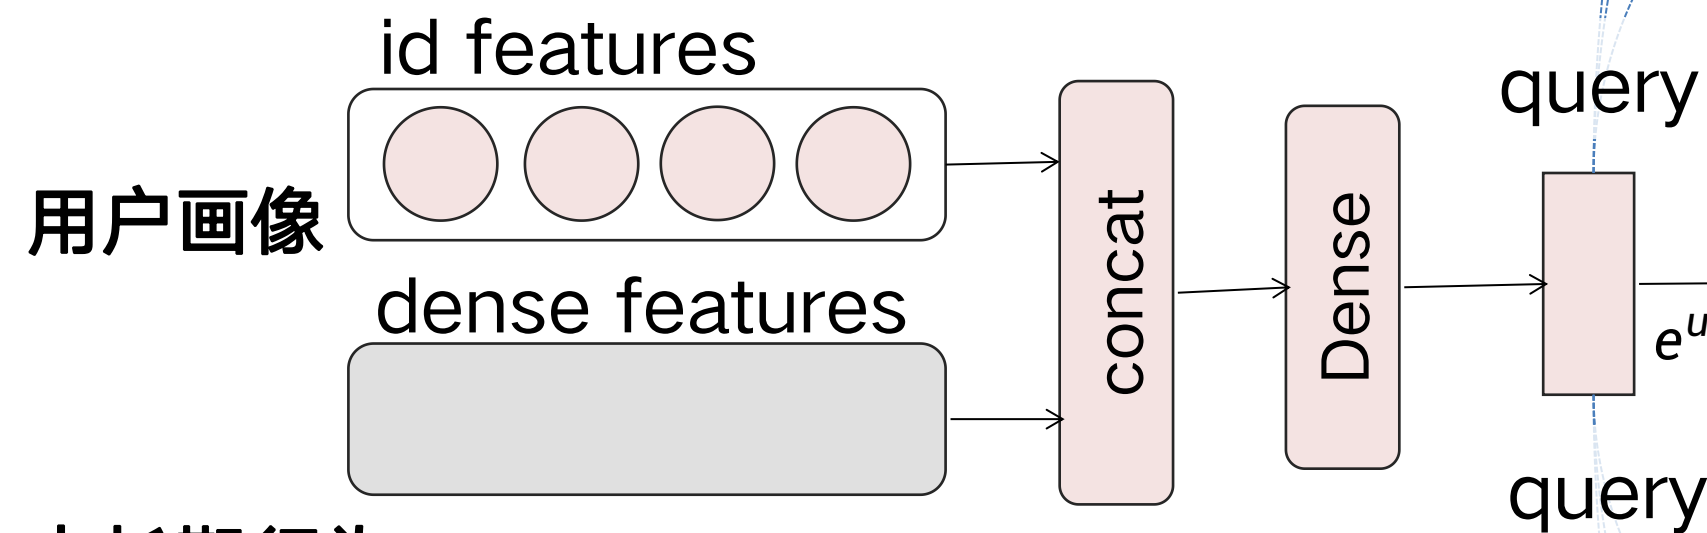 id features
用户画像
dense features
concat
Dense
query
e^u
query